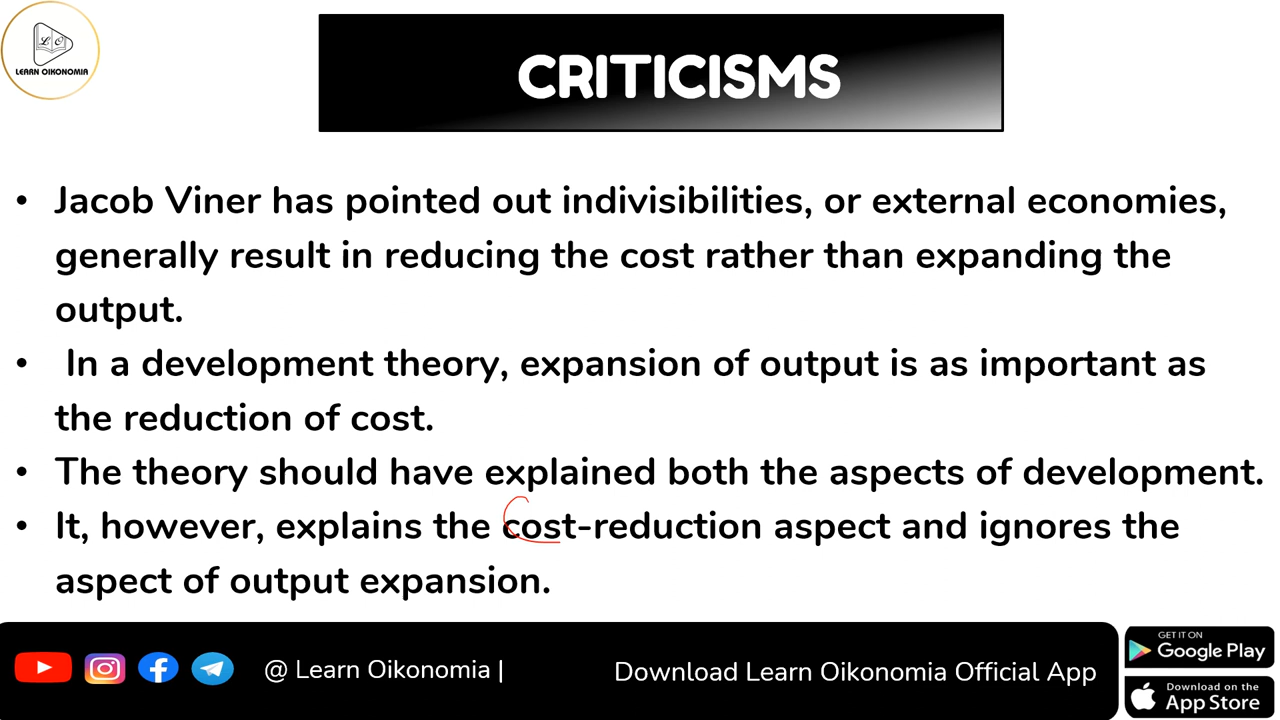 LO
LEARN OIKONOMIA
CRITICISMS
• Jacob Viner has pointed out indivisibilities, or external economies,
generally result in reducing the cost rather than expanding the
output.
• In a development theory, expansion of output is as important as
the reduction of cost.
• The theory should have explained both the aspects of development.
• It, however, explains the cost-reduction aspect and ignores the
aspect of output expansion.
@ Learn Oikonomia |
Download Learn Oikonomia Official App
GET IT ON
Google Play
Download on the
App Store